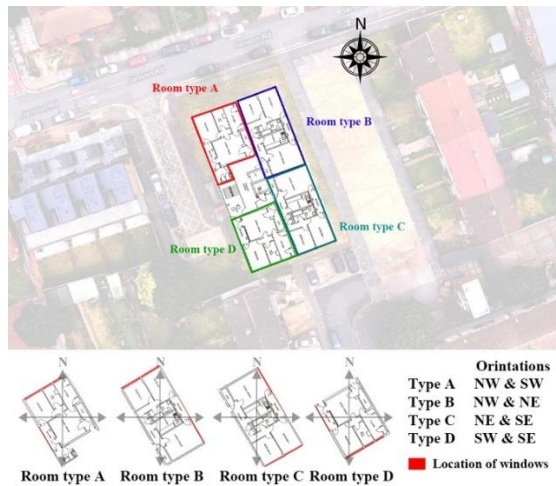 N
Room type A
Room type B
Room type C
Room type D
N
N
N
N
Room type A
Room type B
Room type C
Room type D
Orintations
Type A NW & SW
Type B NW & NE
Type C NE & SE
Type D SW & SE
Location of windows